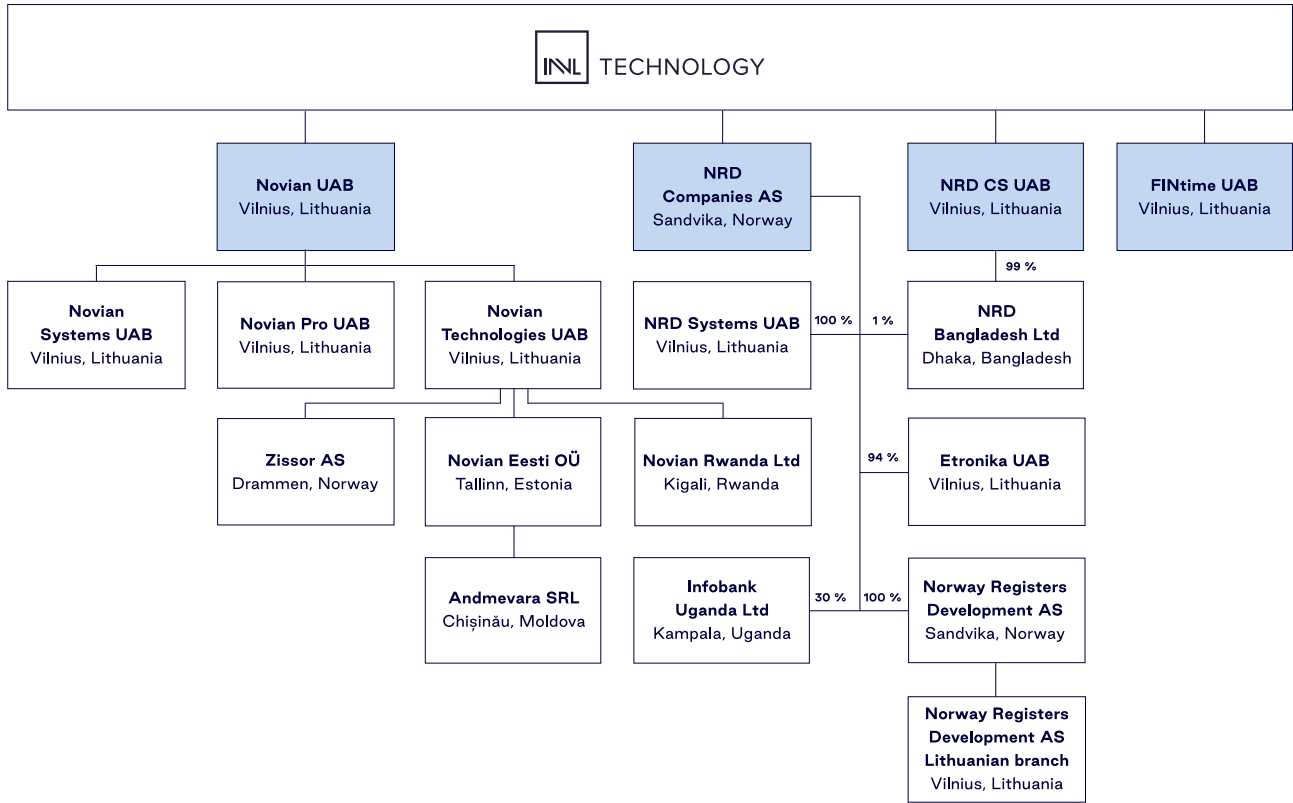 INVL TECHNOLOGY
Novian UAB
Vilnius, Lithuania
NRD
Companies AS
Sandvika, Norway
NRD CS UAB
Vilnius, Lithuania
FINtime UAB
Vilnius, Lithuania
99 %
Novian
Systems UAB
Vilnius, Lithuania
Novian Pro UAB
Vilnius, Lithuania
Novian
Technologies UAB
Vilnius, Lithuania
NRD Systems UAB
Vilnius, Lithuania
100 %
1 %
NRD
Bangladesh Ltd
Dhaka, Bangladesh
Zissor AS
Drammen, Norway
Novian Eesti OÜ
Tallinn, Estonia
Novian Rwanda Ltd
Kigali, Rwanda
94 %
Etronika UAB
Vilnius, Lithuania
Andmevara SRL
Chișinău, Moldova
Infobank
Uganda Ltd
Kampala, Uganda
30 %
100 %
Norway Registers
Development AS
Sandvika, Norway
Norway Registers
Development AS
Lithuanian branch
Vilnius, Lithuania